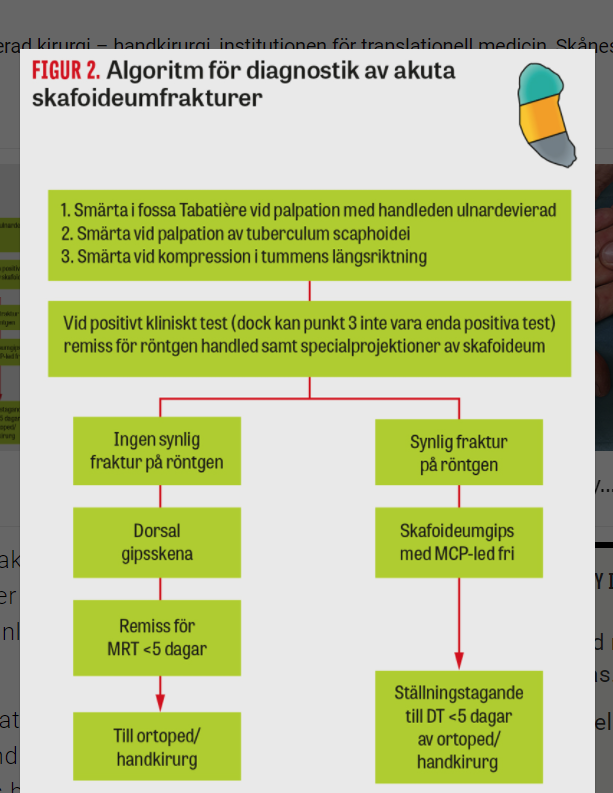 kirurgi – handkirurgi, institutionen för translationell medicin, Skånes
FIGUR 2. Algoritm för diagnostik av akuta
skafoideumfrakturer
1. Smärta i fossa Tabatière vid palpation med handleden ulnardevierad
2. Smärta vid palpation av tuberculum scaphoidei
3. Smärta vid kompression i tummens längsriktning
Vid positivt kliniskt test (dock kan punkt 3 inte vara enda positiva test)
remiss för röntgen handled samt specialprojektioner av skafoideum
Ingen synlig
fraktur på röntgen
Dorsal
gipsskena
Remiss för
MRT <5 dagar
Till ortoped/
handkirurg
Synlig fraktur
på röntgen
Skafoideumgips
med MCP-led fri
Ställningstagande
till DT <5 dagar
av ortoped/
handkirurg